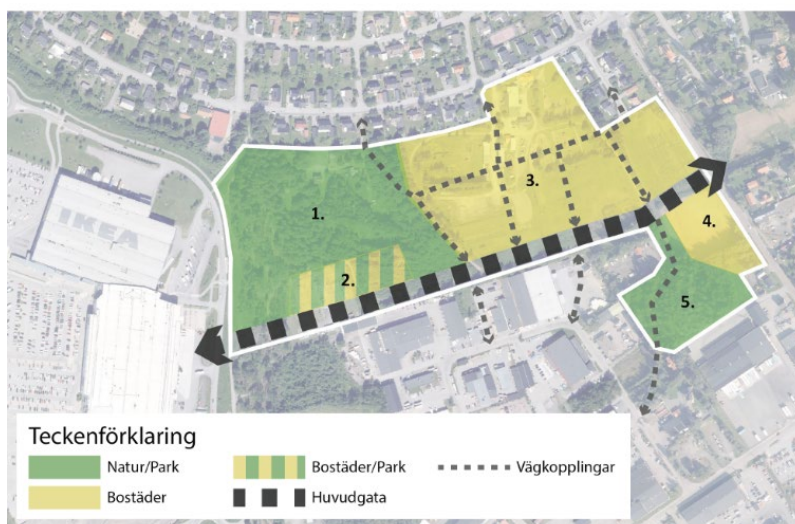 1.
3.
IKEA
4.
2.
5.
Teckenförklaring
Natur/Park
Bostäder/Park
Vägkopplingar
Bostäder
Huvudgata